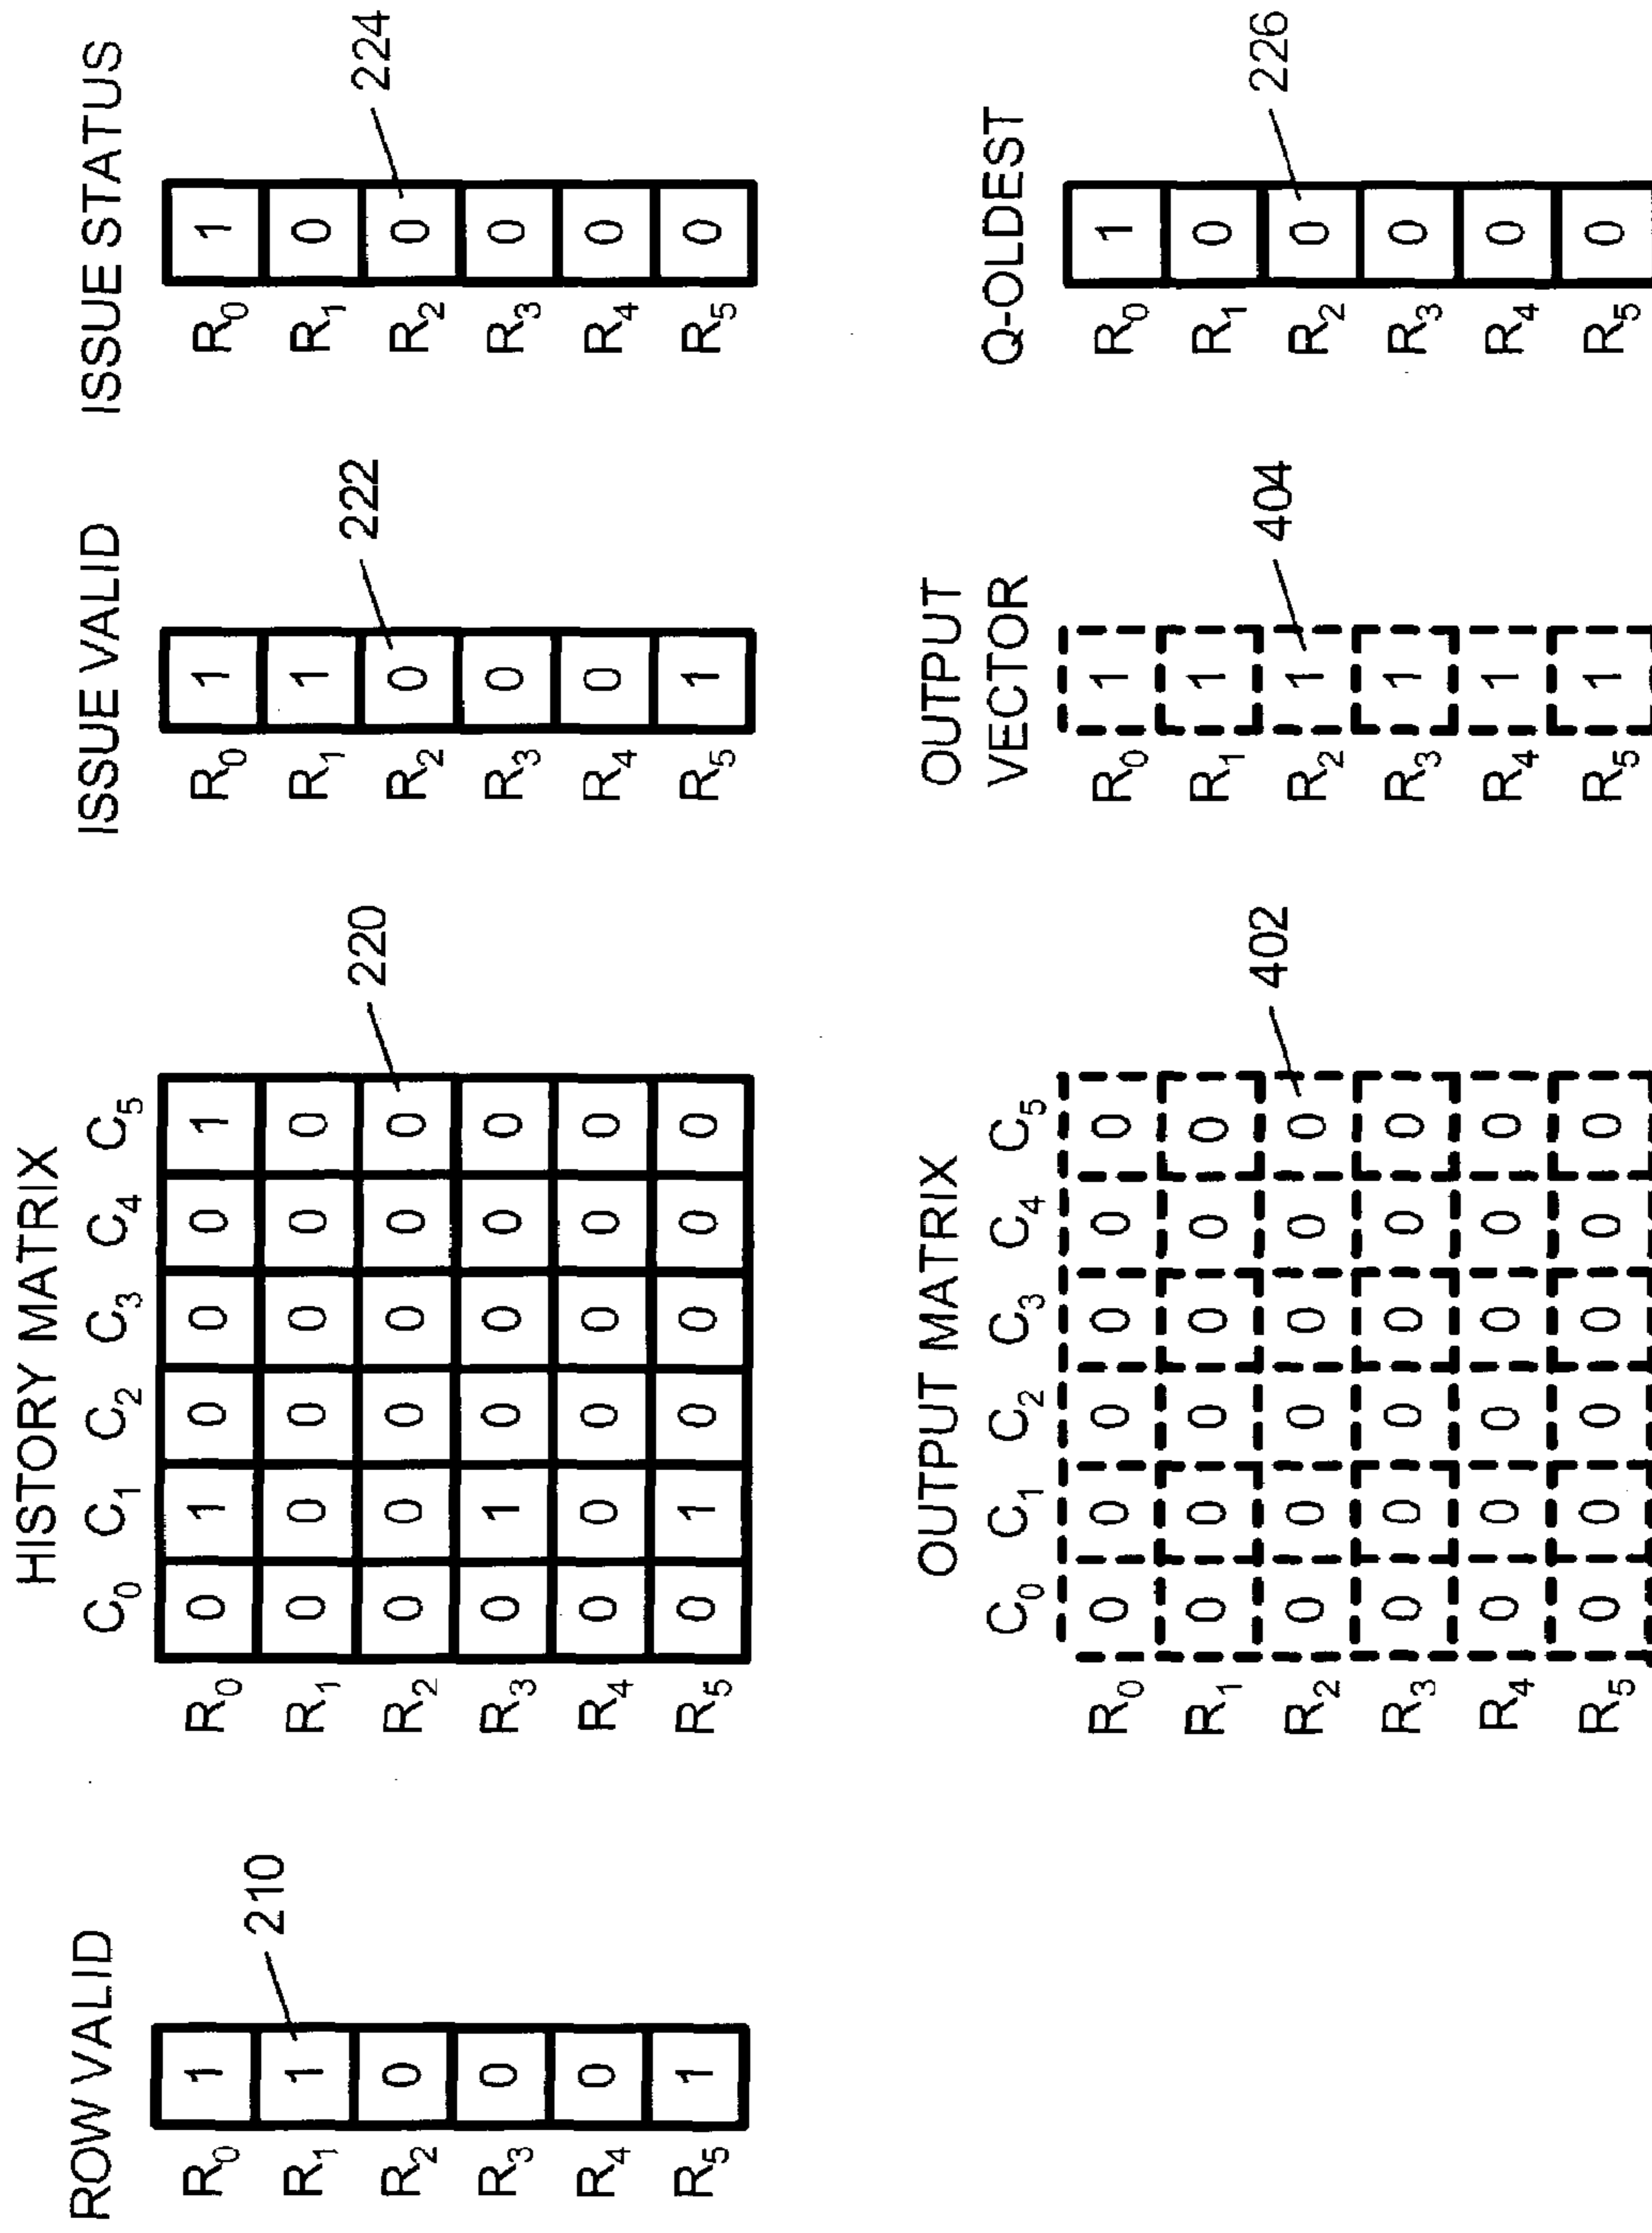 HISTORY MATRIX
ROW VALID C₀ C₁ C₂ C₃ C₄ C₅ ISSUE VALID ISSUE STATUS
R₀ 1 R₀ 0 1 0 0 0 1 R₀ 1 R₀ 1
210
R₁ 1 R₁ 0 0 0 0 0 0 R₁ 1 R₁ 0
220 222 224
R₂ 0 R₂ 0 0 0 0 0 0 R₂ 0 R₂ 0
R₃ 0 R₃ 0 1 0 0 0 0 R₃ 0 R₃ 0
R₄ 0 R₄ 0 0 0 0 0 0 R₄ 0 R₄ 0
R₅ 1 R₅ 0 1 0 0 0 0 R₅ 1 R₅ 0
OUTPUT MATRIX OUTPUT
C₀ C₁ C₂ C₃ C₄ C₅ VECTOR Q-OLDEST
R₀ 0 0 0 0 0 0 R₀ 1 R₀ 1
R₁ 0 0 0 0 0 0 R₁ 1 R₁ 0
402 404 226
R₂ 0 0 0 0 0 0 R₂ 1 R₂ 0
R₃ 0 0 0 0 0 0 R₃ 1 R₃ 0
R₄ 0 0 0 0 0 0 R₄ 1 R₄ 0
R₅ 0 0 0 0 0 0 R₅ 1 R₅ 0